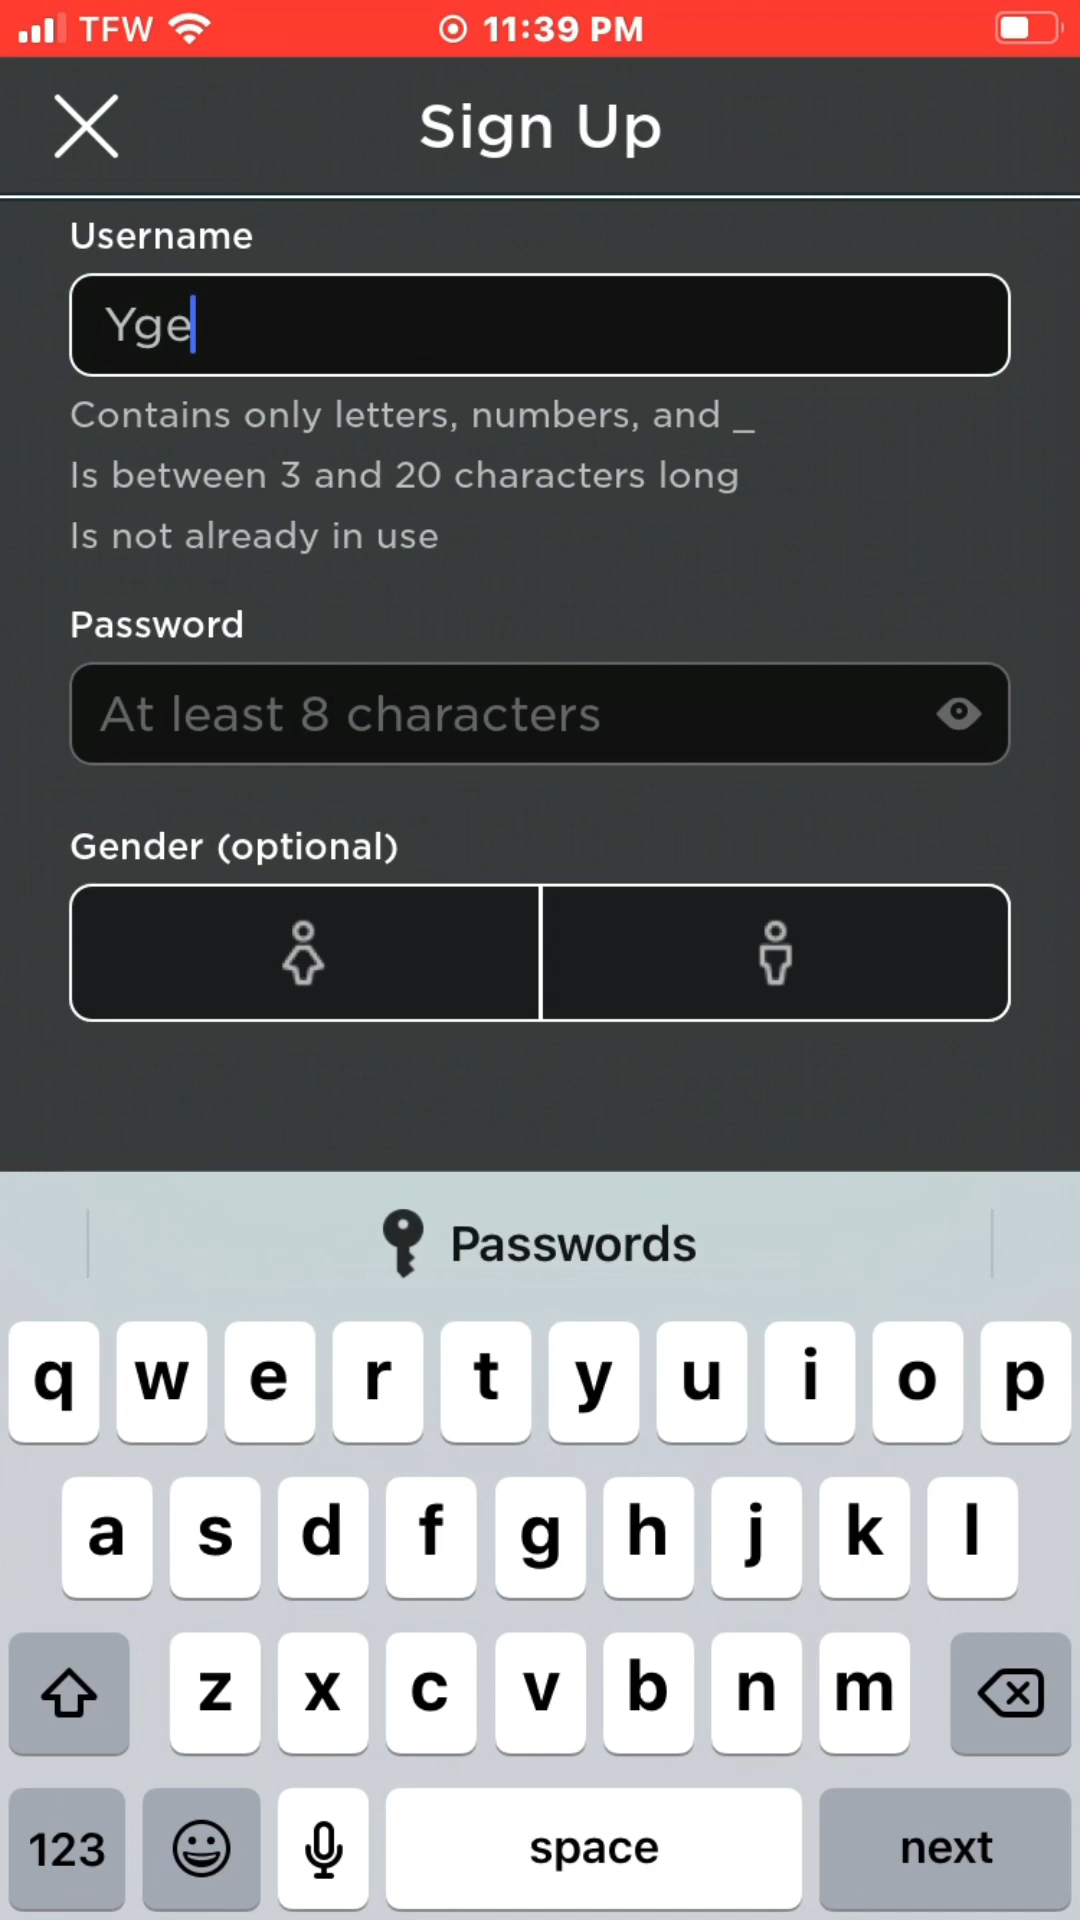 TFW 11:39 PM
Sign Up
Username
Yge
Contains only letters, numbers, and _
Is between 3 and 20 characters long
Is not already in use
Password
At least 8 characters
Gender (optional)
Passwords
q w e r t y u i o p
a s d f g h j k l
z x c v b n m
123 space next